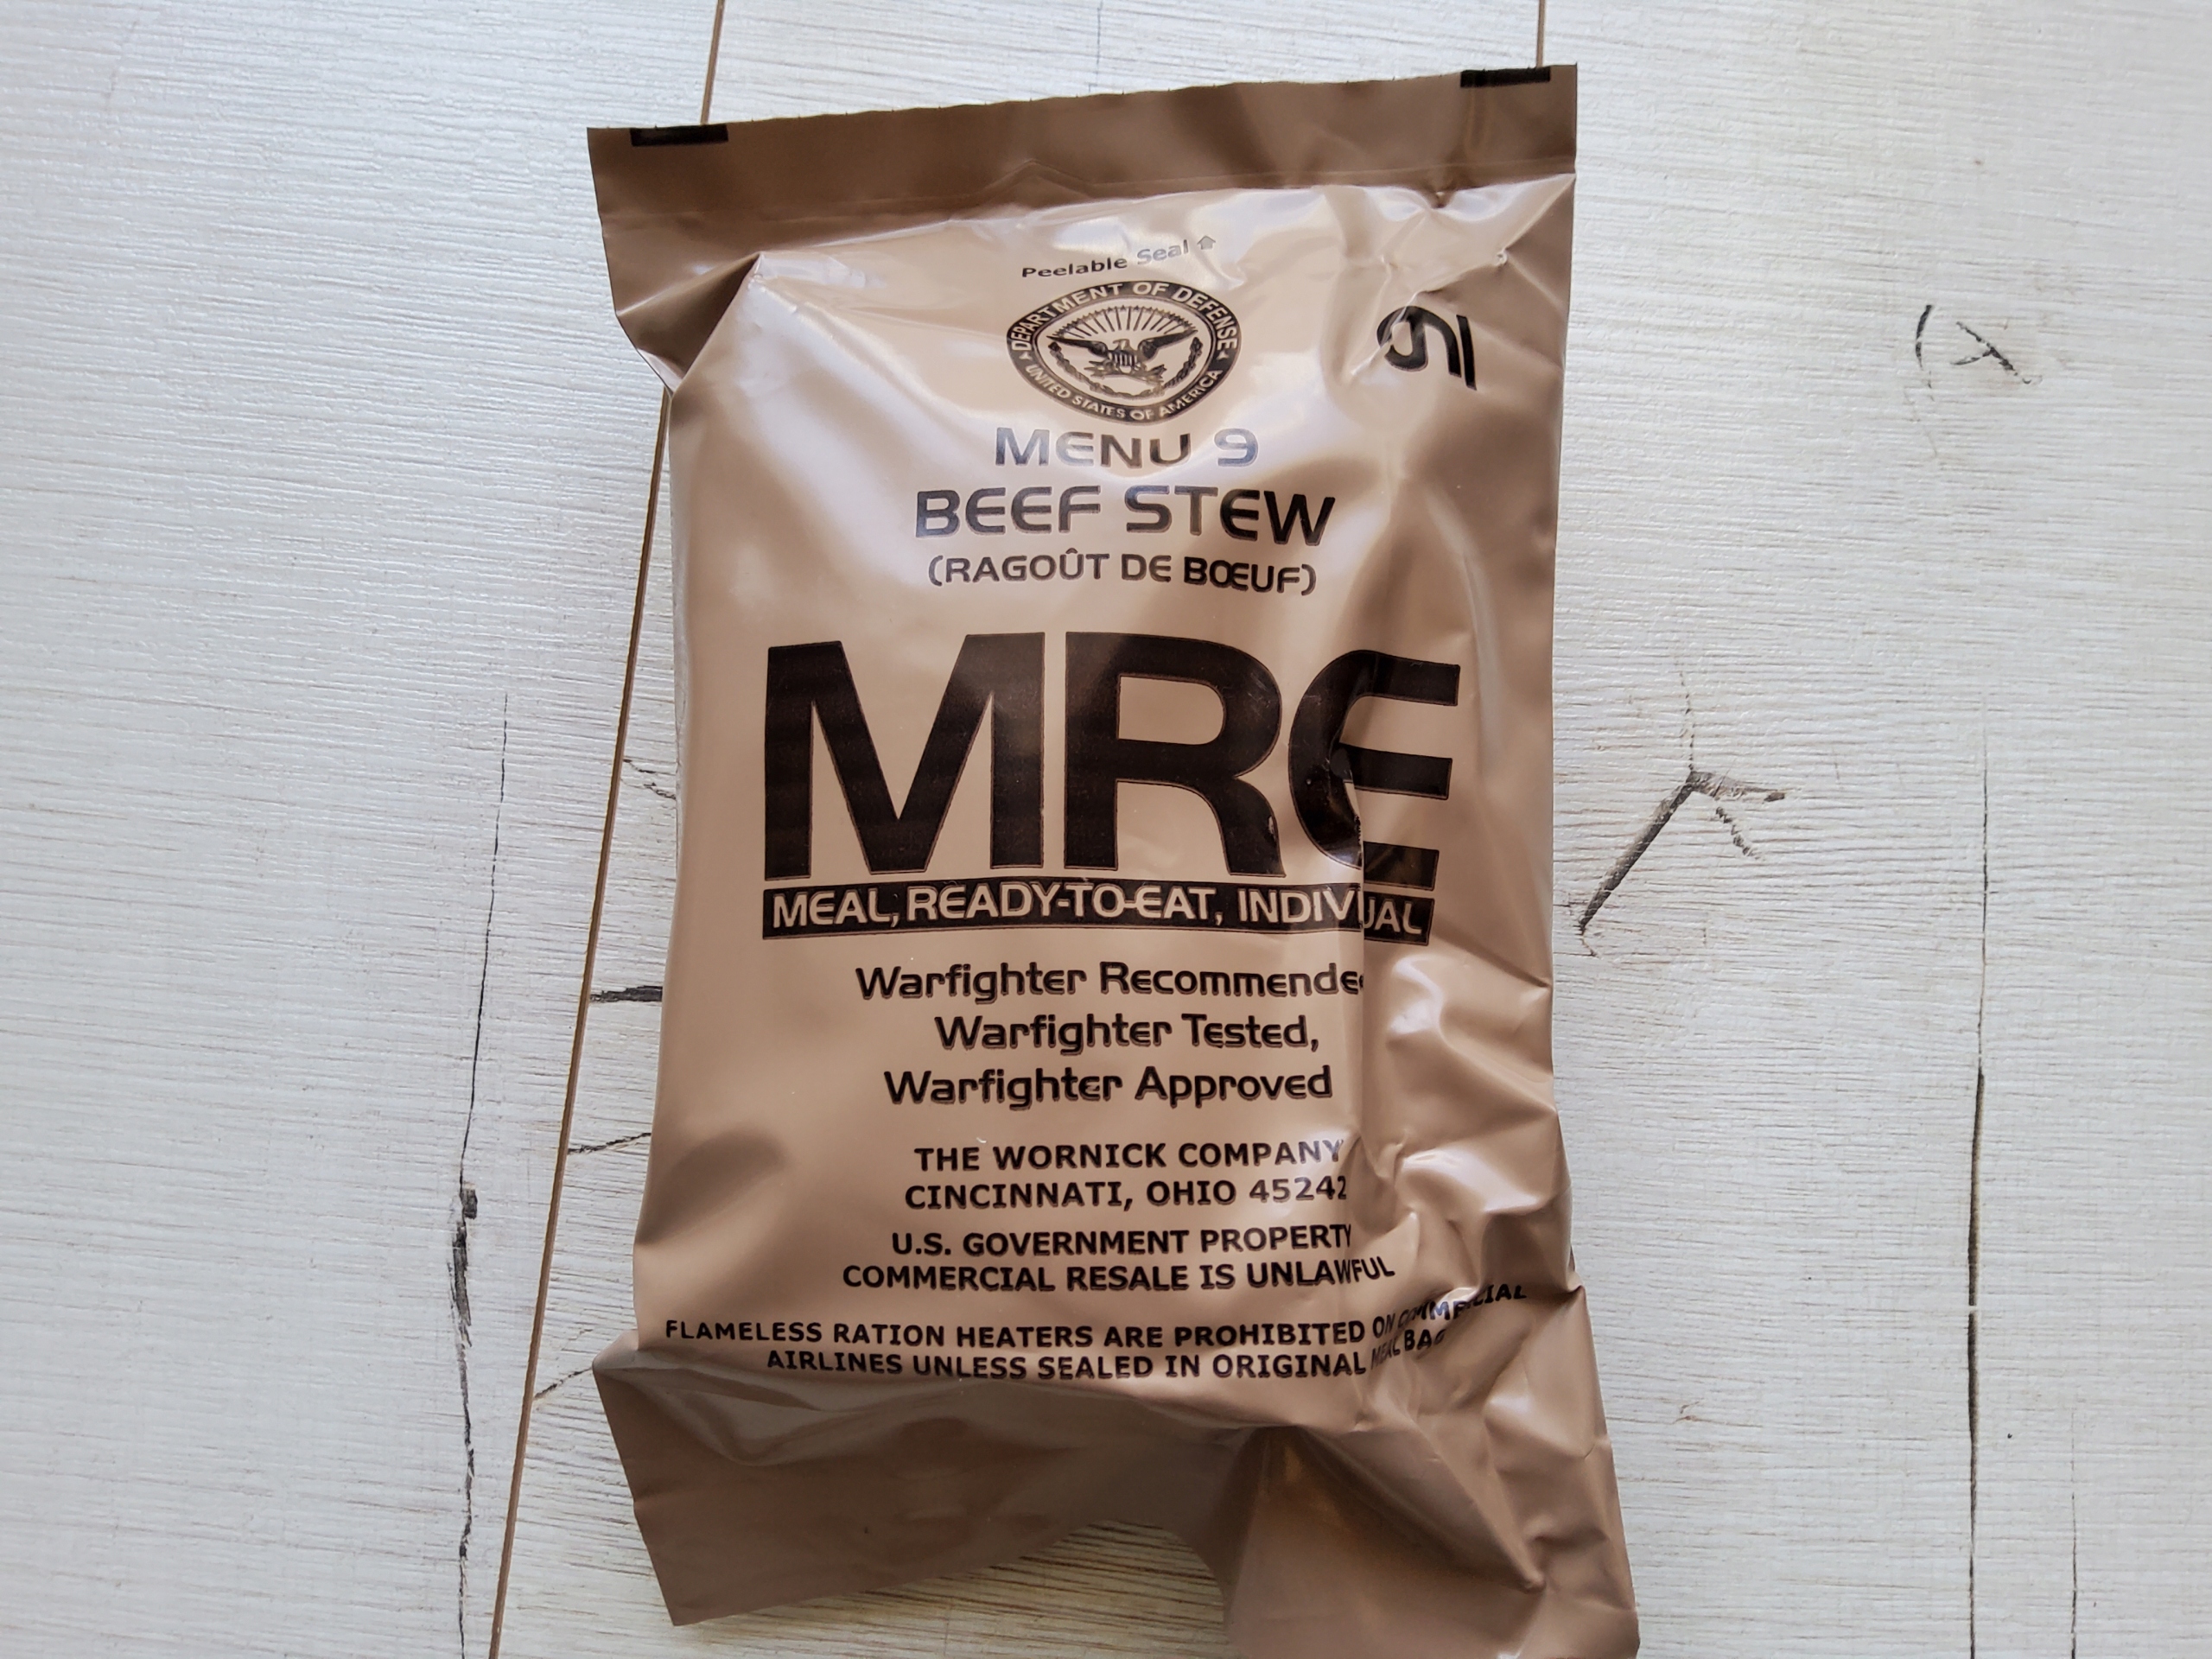 Peelable Seal
DEPARTMENT OF DEFENSE
UNITED STATES OF AMERICA
9
MENU 9
BEEF STEW
(RAGOÛT DE BŒUF)
MRE
MEAL, READY-TO-EAT, INDIVIUAL
Warfighter Recommended
Warfighter Tested,
Warfighter Approved
THE WORNICK COMPANY
CINCINNATI, OHIO 45242
U.S. GOVERNMENT PROPERTY
COMMERCIAL RESALE IS UNLAWFUL
FLAMELESS RATION HEATERS ARE PROHIBITED ON COMMERCIAL
AIRLINES UNLESS SEALED IN ORIGINAL MEAL BAG